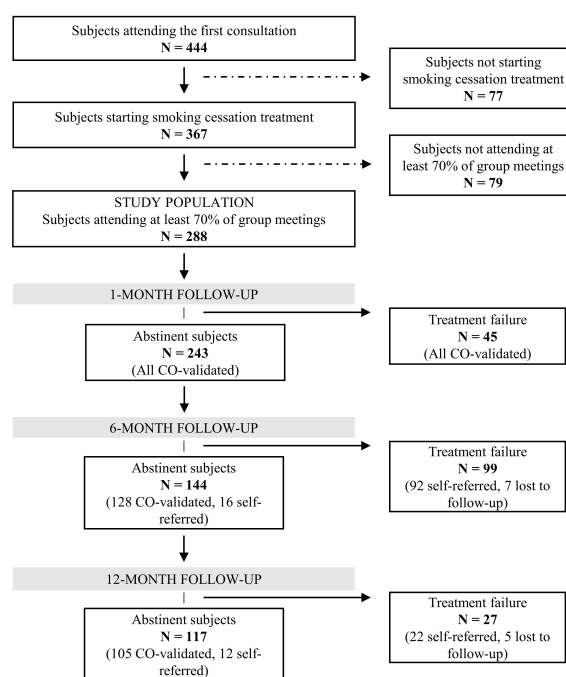 Subjects attending the first consultation
N = 444
Subjects not starting
smoking cessation treatment
N = 77
Subjects starting smoking cessation treatment
N = 367
Subjects not attending at
least 70% of group meetings
N = 79
STUDY POPULATION
Subjects attending at least 70% of group meetings
N = 288
1-MONTH FOLLOW-UP
Abstinent subjects
N = 243
(All CO-validated)
Treatment failure
N = 45
(All CO-validated)
6-MONTH FOLLOW-UP
Abstinent subjects
N = 144
(128 CO-validated, 16 self-
referred)
Treatment failure
N = 99
(92 self-referred, 7 lost to
follow-up)
12-MONTH FOLLOW-UP
Abstinent subjects
N = 117
(105 CO-validated, 12 self-
referred)
Treatment failure
N = 27
(22 self-referred, 5 lost to
follow-up)